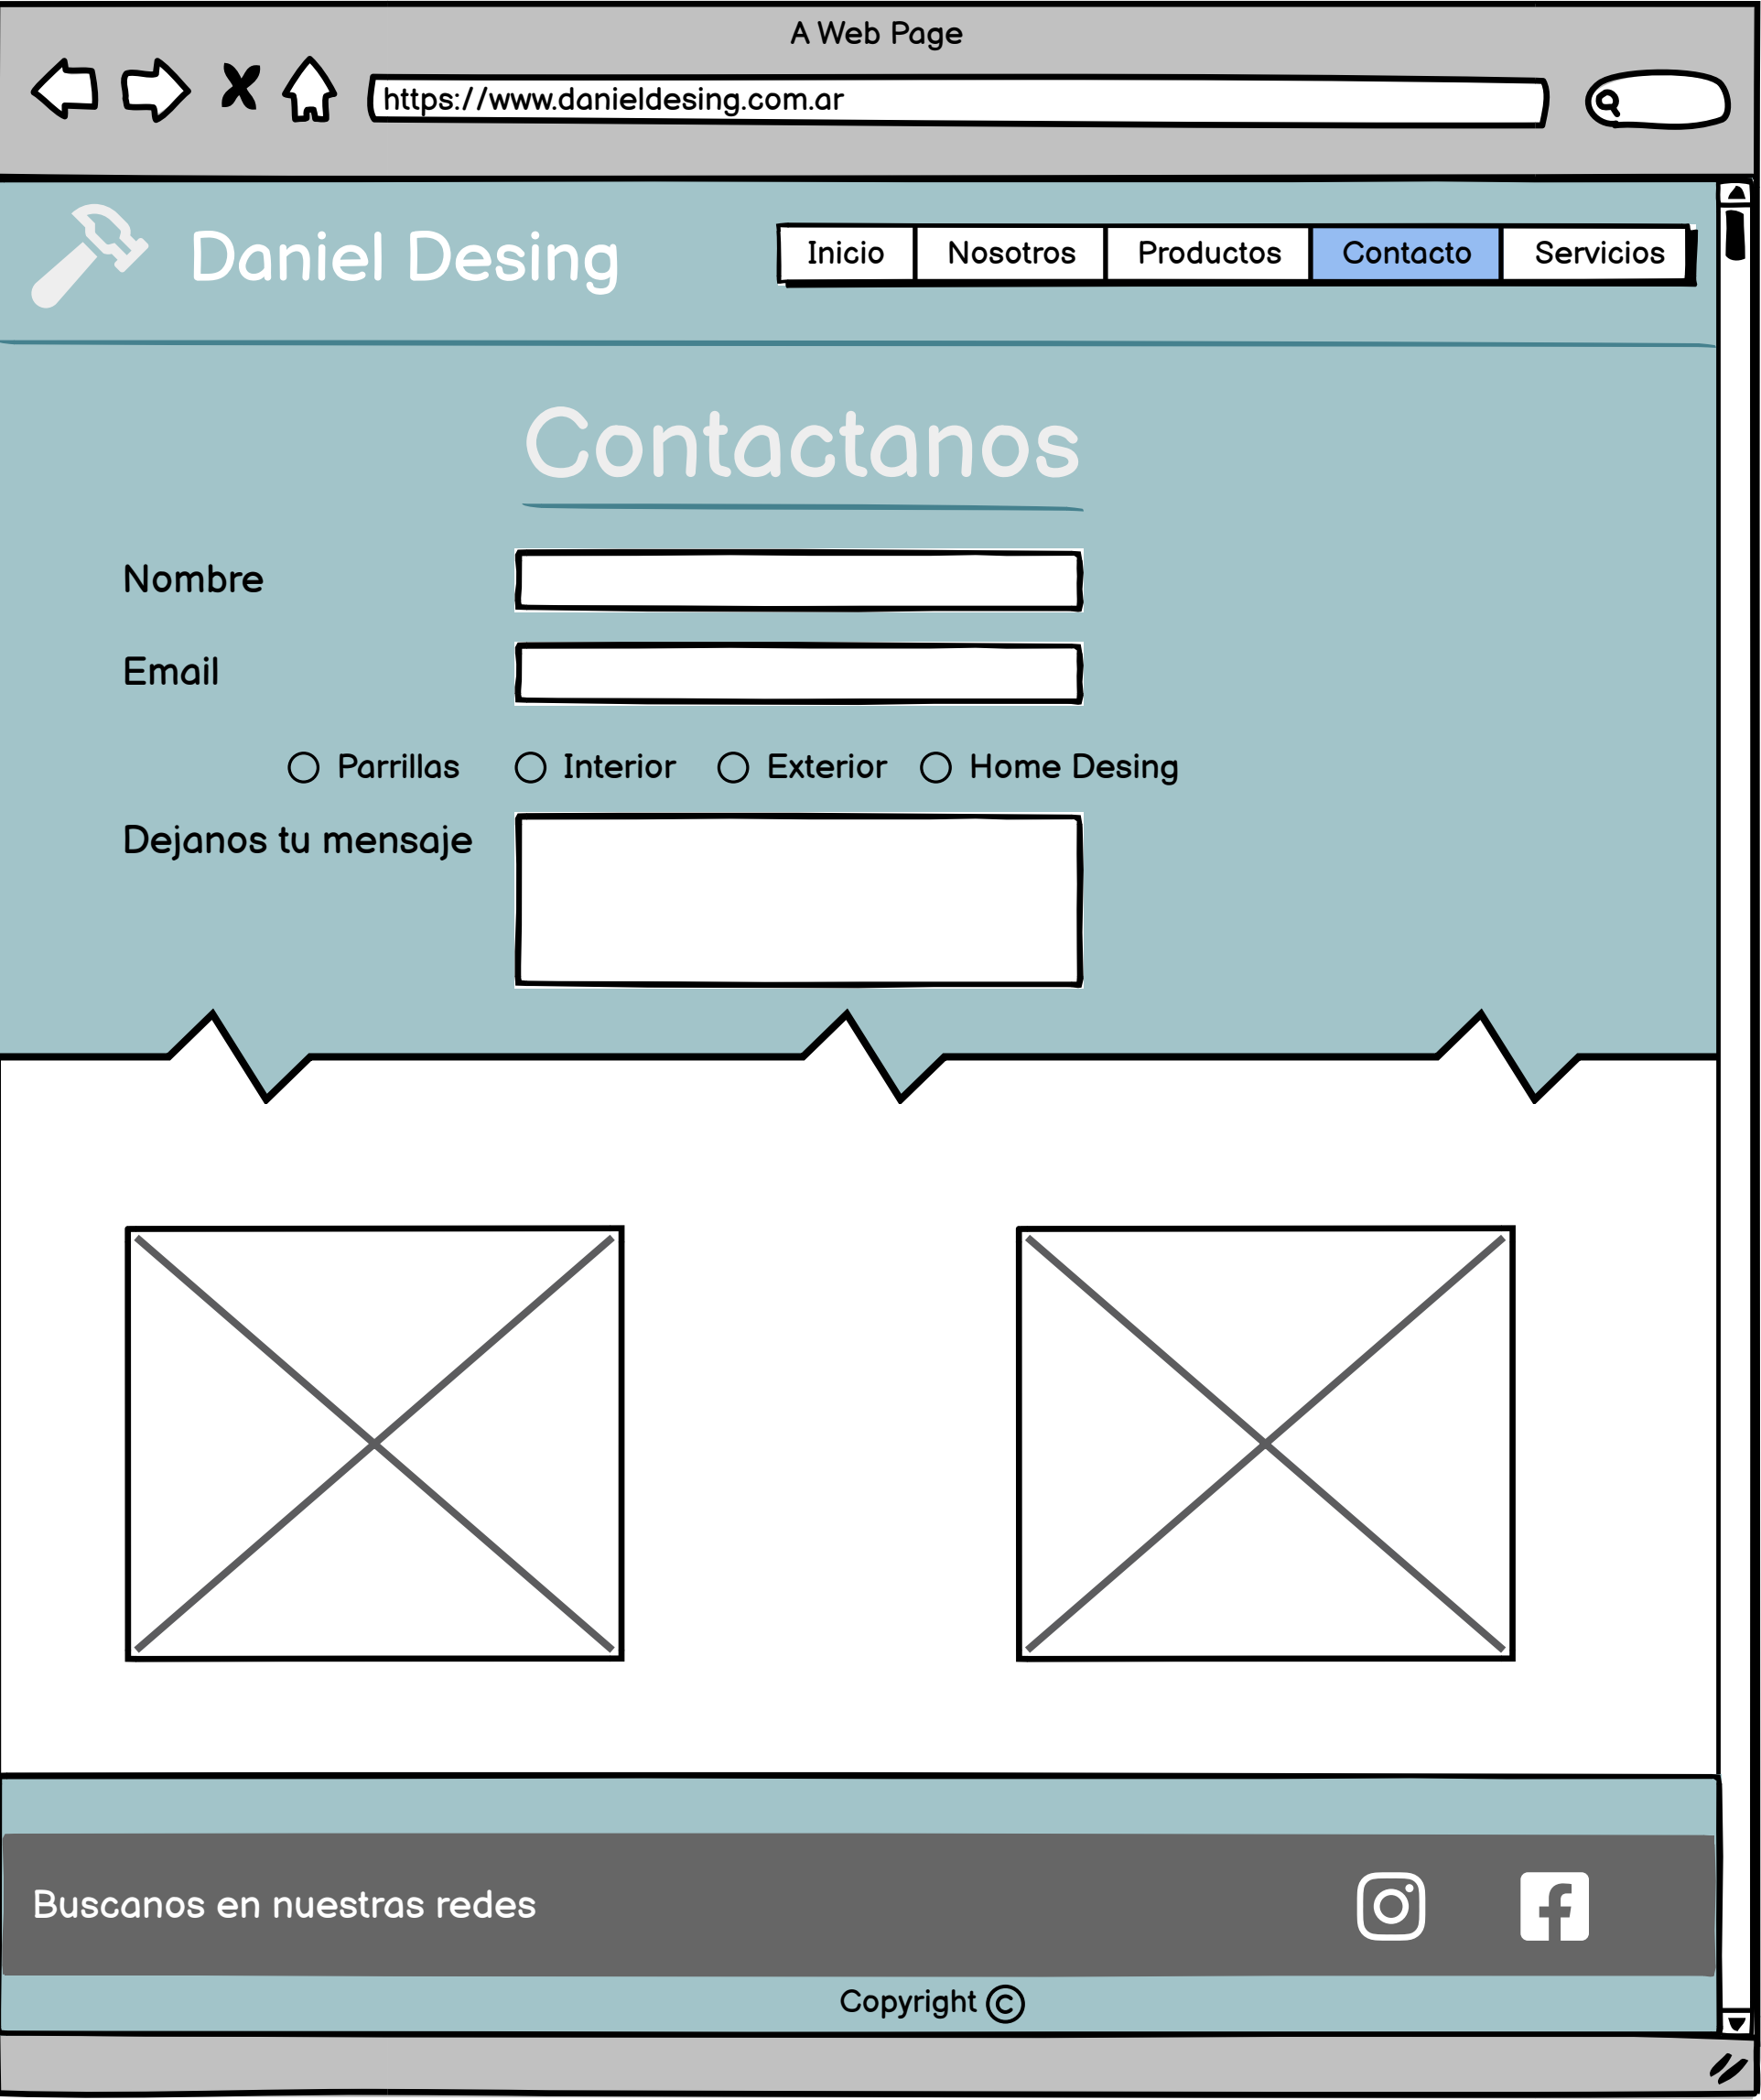 A Web Page
https://www.danieldesing.com.ar
Daniel Desing
Inicio Nosotros Productos Contacto Servicios
Contactanos
Nombre
Email
Parrillas Interior Exterior Home Desing
Dejanos tu mensaje
Buscanos en nuestras redes
Copyright ©